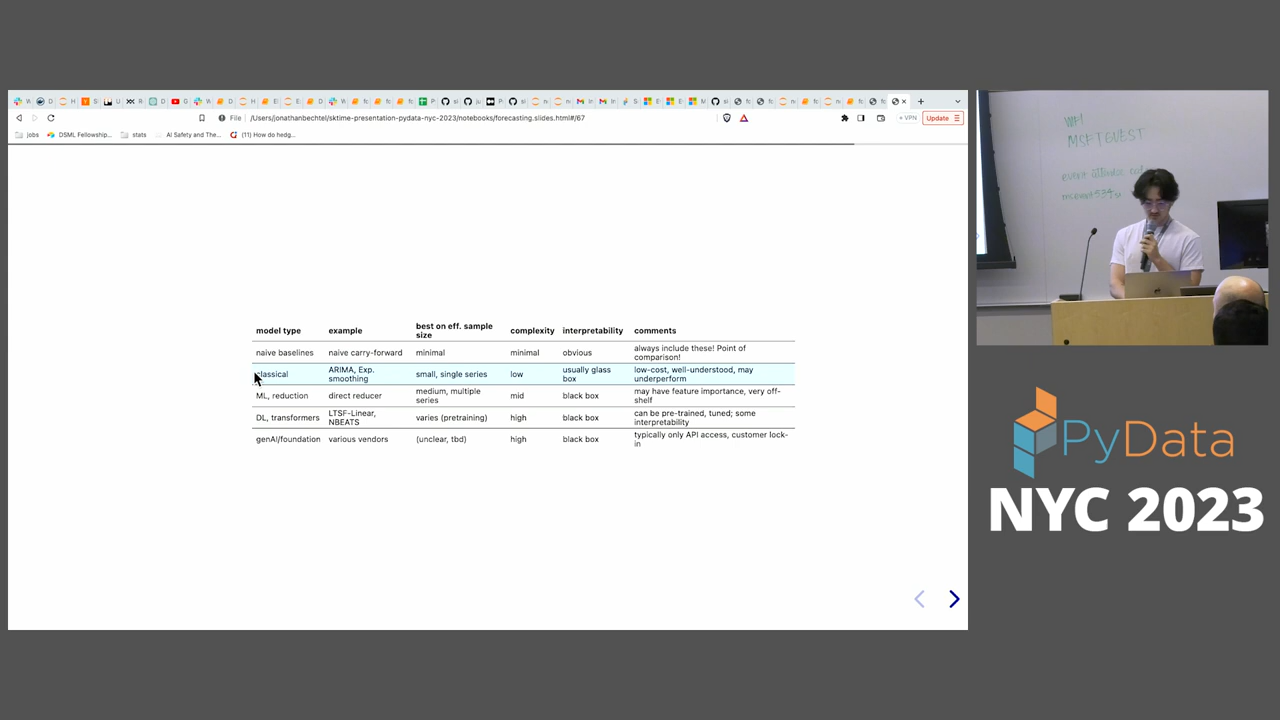 /Users/jonathanbechtel/sktime-presentation-pydata-nyc-2023/notebooks/forecasting.slides.html#/67
File
VPN
Update
jobs
DSML Fellowship...
stats
AI Safety and The...
(11) How do hedg...
model type example best on eff. sample size complexity interpretability comments
naive baselines naive carry-forward minimal minimal obvious always include these! Point of comparison!
classical ARIMA, Exp. smoothing small, single series low usually glass box low-cost, well-understood, may underperform
ML, reduction direct reducer medium, multiple series mid black box may have feature importance, very off-shelf
DL, transformers LTSF-Linear, NBEATS varies (pretraining) high black box can be pre-trained, tuned; some interpretability
genAI/foundation various vendors (unclear, tbd) high black box typically only API access, customer lock-in
MSFTGUEST
event
PyData
NYC 2023